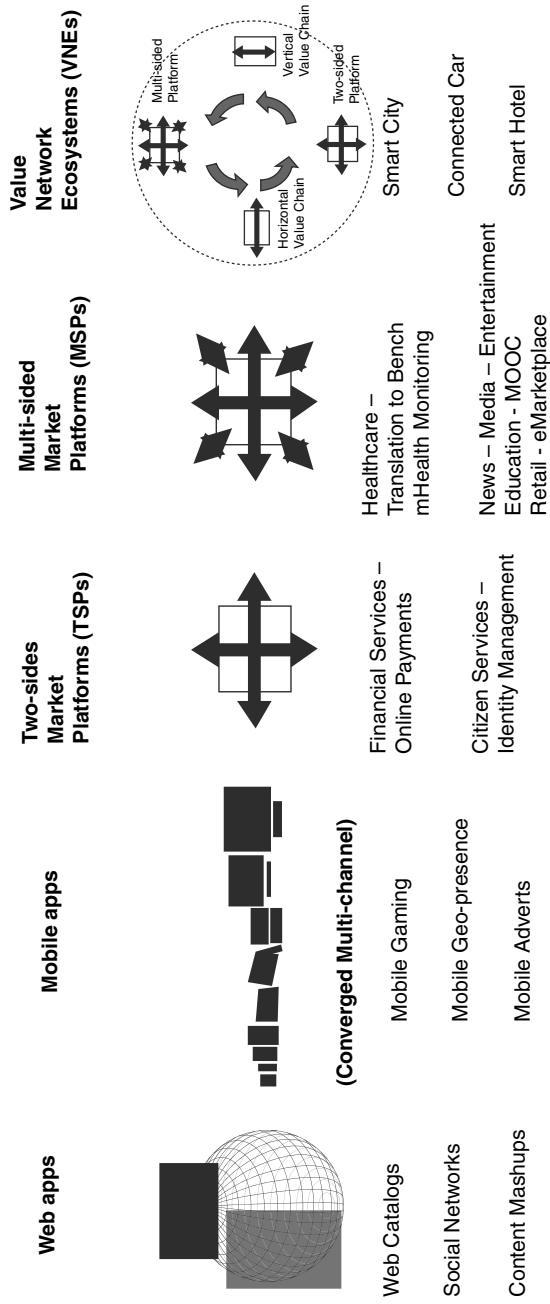 Web apps
Web Catalogs
Social Networks
Content Mashups
Mobile apps
(Converged Multi-channel)
Mobile Gaming
Mobile Geo-presence
Mobile Adverts
Two-sides
Market
Platforms (TSPs)
Financial Services –
Online Payments
Citizen Services –
Identity Management
Multi-sided
Market
Platforms (MSPs)
Healthcare –
Translation to Bench
mHealth Monitoring
News – Media – Entertainment
Education - MOOC
Retail - eMarketplace
Value
Network
Ecosystems (VNEs)
Multi-sided
Platform
Horizontal
Value Chain
Vertical
Value Chain
Two-sided
Platform
Smart City
Connected Car
Smart Hotel